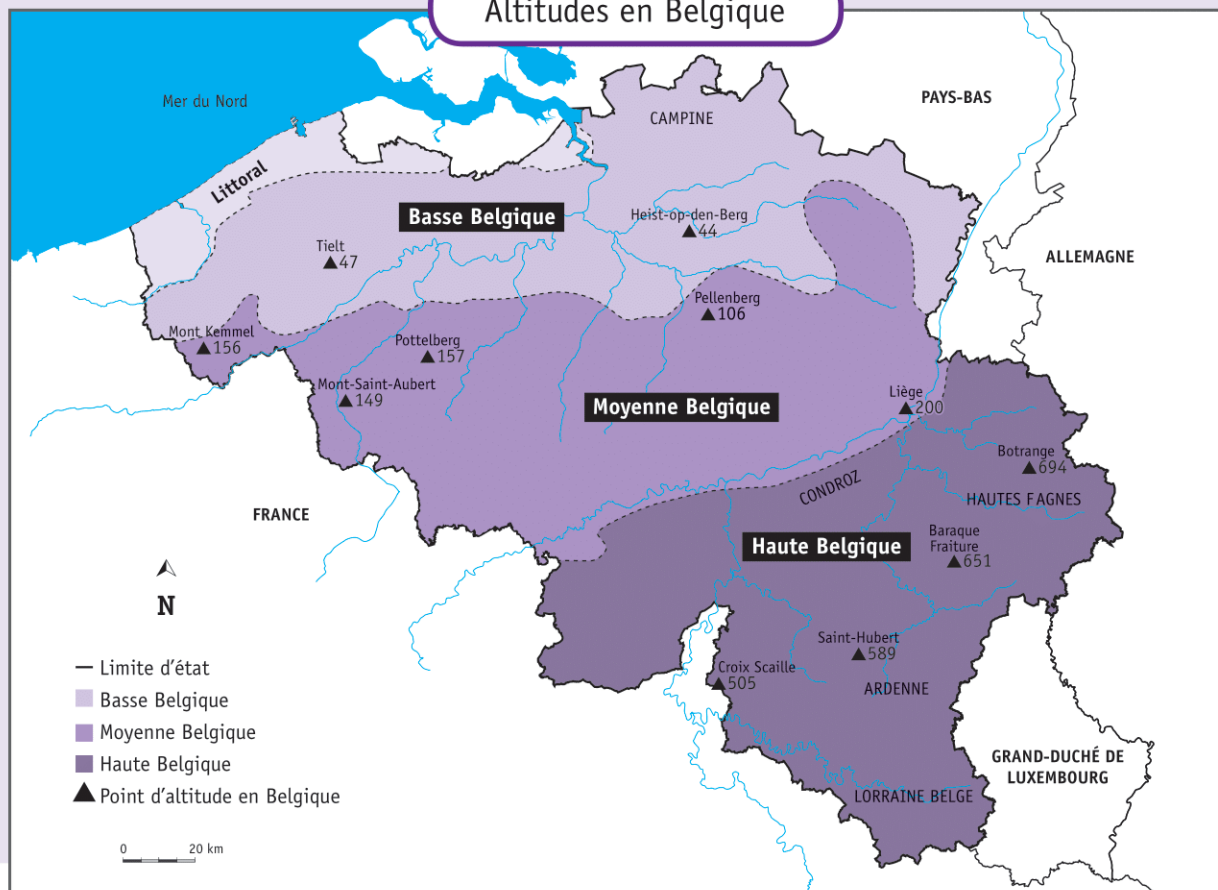 Altitudes en Belgique
Mer du Nord
PAYS-BAS
CAMPINE
Littoral
Basse Belgique
Heist-op-den-Berg
44
Tielt
47
ALLEMAGNE
Pellenberg
106
Mont Kemmel
156
Pottelberg
157
Mont-Saint-Aubert
149
Moyenne Belgique
Liège
200
Botrange
694
CONDROZ
HAUTES FAGNES
FRANCE
Haute Belgique
Baraque
Fraiture
651
N
Saint-Hubert
589
Croix Scaille
505
ARDENNE
GRAND-DUCHÉ DE
LUXEMBOURG
LORRAINE BELGE
Limite d'état
Basse Belgique
Moyenne Belgique
Haute Belgique
Point d'altitude en Belgique
0 20 km